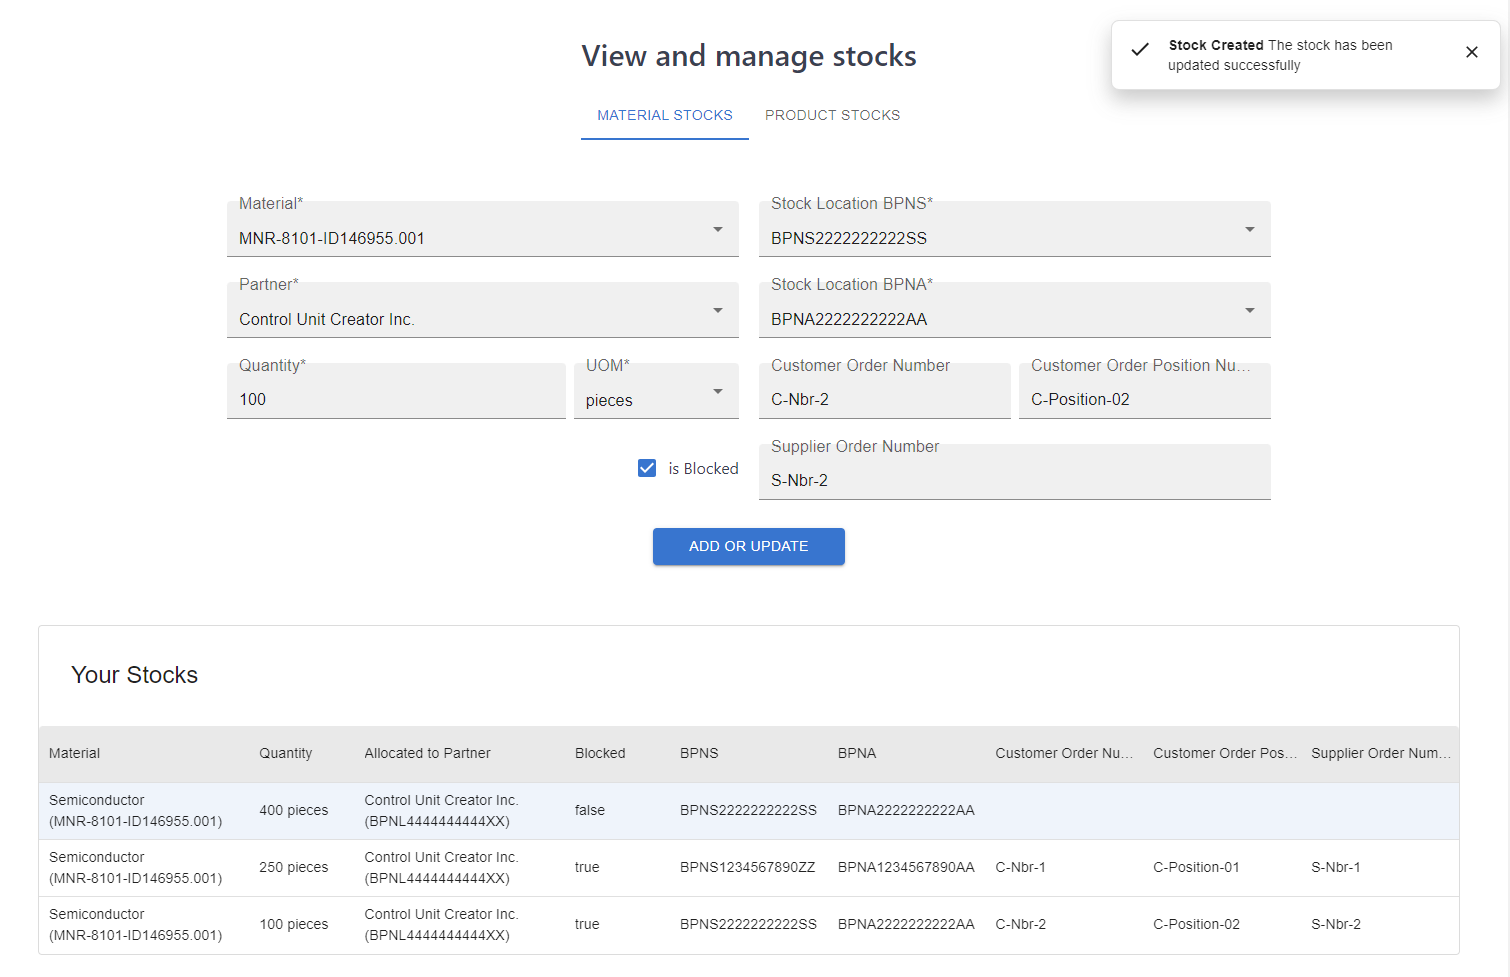 View and manage stocks
Stock Created The stock has been
updated successfully
MATERIAL STOCKS
PRODUCT STOCKS
Material*
MNR-8101-ID146955.001
Stock Location BPNS*
BPNS2222222222SS
Partner*
Control Unit Creator Inc.
Stock Location BPNA*
BPNA2222222222AA
Quantity*
100
UOM*
pieces
Customer Order Number
C-Nbr-2
Customer Order Position Nu...
C-Position-02
is Blocked
Supplier Order Number
S-Nbr-2
ADD OR UPDATE
Your Stocks
Material Quantity Allocated to Partner Blocked BPNS BPNA Customer Order Nu... Customer Order Pos... Supplier Order Num...
Semiconductor
(MNR-8101-ID146955.001)
400 pieces
Control Unit Creator Inc.
(BPNL4444444444XX)
false
BPNS2222222222SS
BPNA2222222222AA
Semiconductor
(MNR-8101-ID146955.001)
250 pieces
Control Unit Creator Inc.
(BPNL4444444444XX)
true
BPNS1234567890ZZ
BPNA1234567890AA
C-Nbr-1
C-Position-01
S-Nbr-1
Semiconductor
(MNR-8101-ID146955.001)
100 pieces
Control Unit Creator Inc.
(BPNL4444444444XX)
true
BPNS2222222222SS
BPNA2222222222AA
C-Nbr-2
C-Position-02
S-Nbr-2